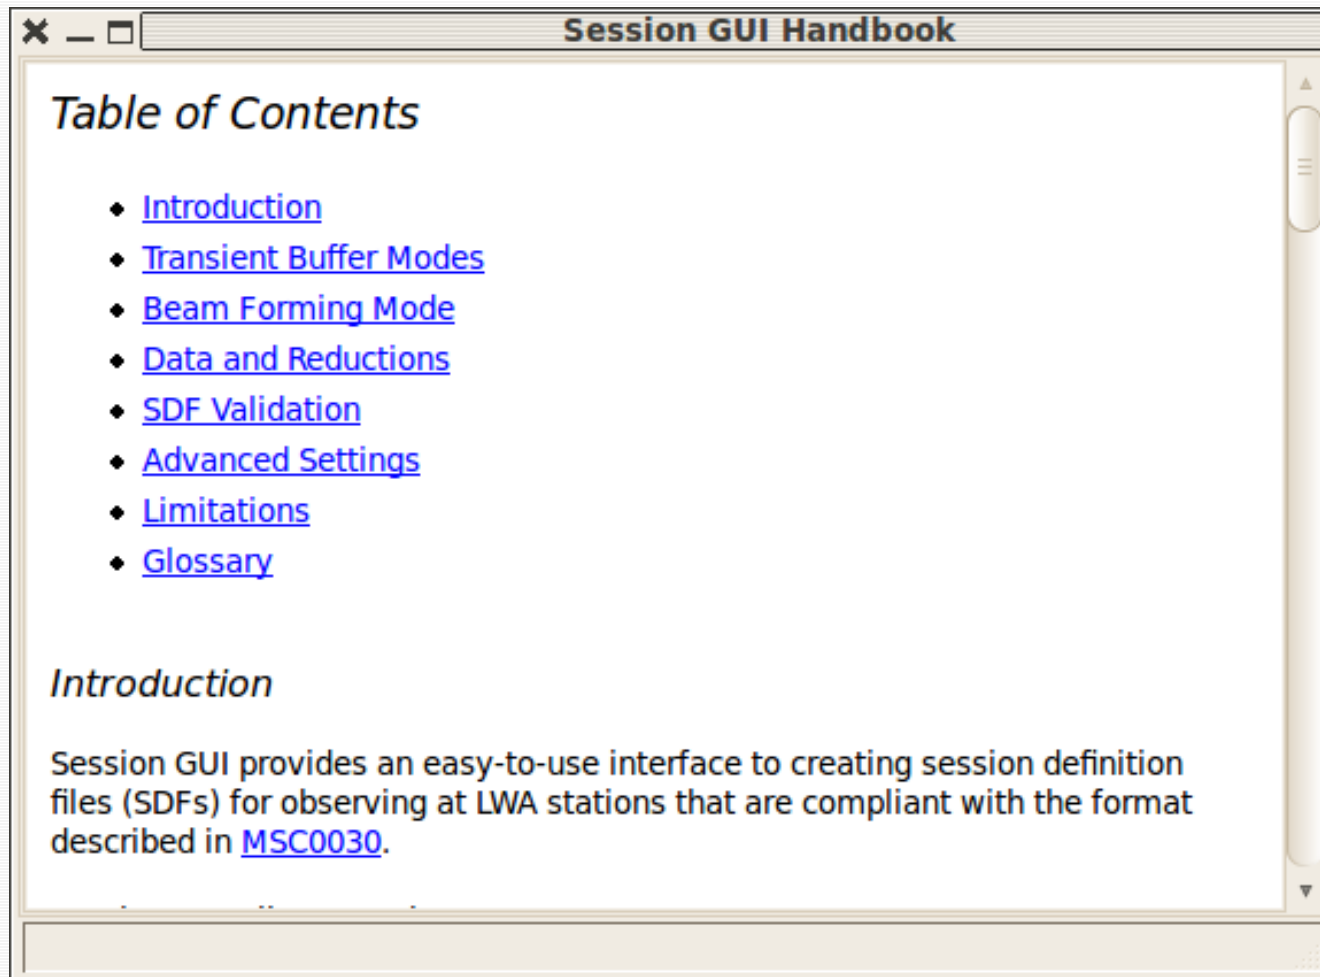 Session GUI Handbook
Table of Contents
Introduction
Transient Buffer Modes
Beam Forming Mode
Data and Reductions
SDF Validation
Advanced Settings
Limitations
Glossary
Introduction
Session GUI provides an easy-to-use interface to creating session definition
files (SDFs) for observing at LWA stations that are compliant with the format
described in MSC0030.